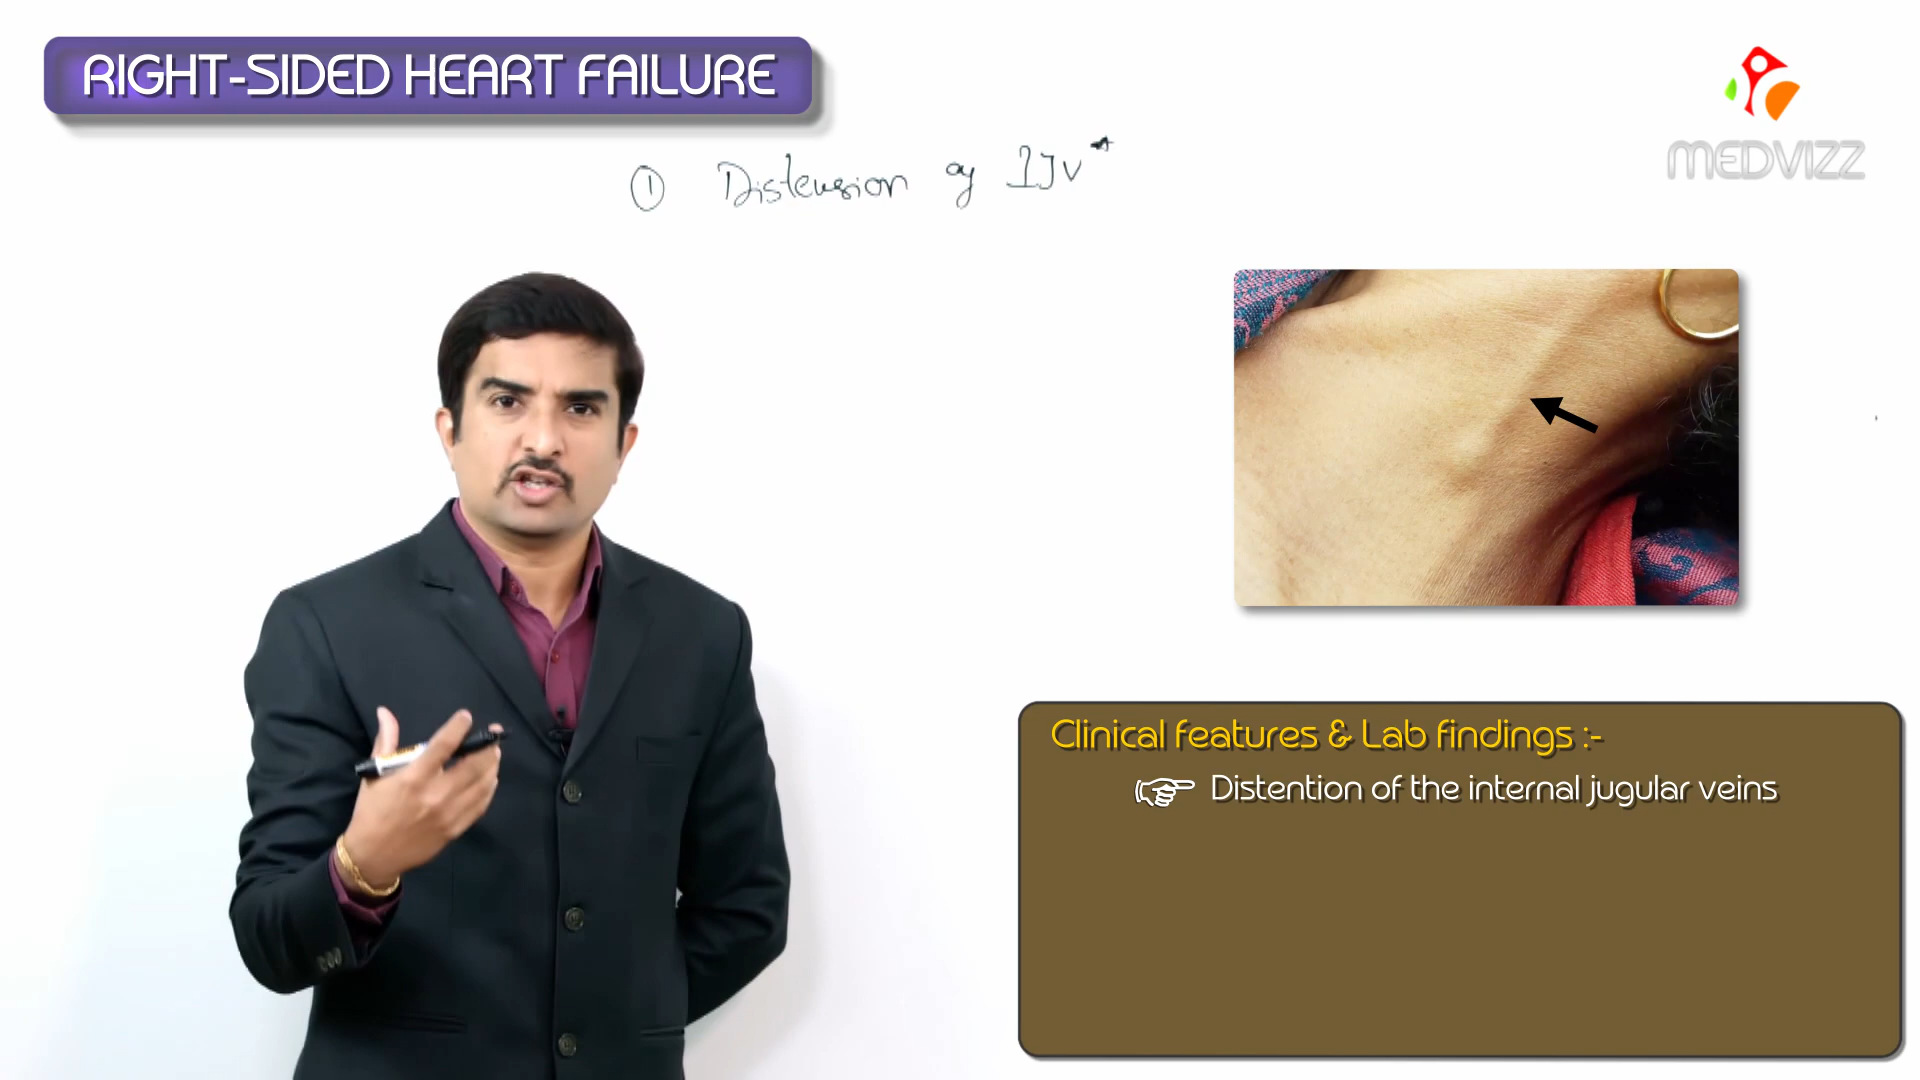 RIGHT-SIDED HEART FAILURE
MEDVIZZ
① Distension of IJV*
Clinical features & Lab findings :-
Distention of the internal jugular veins